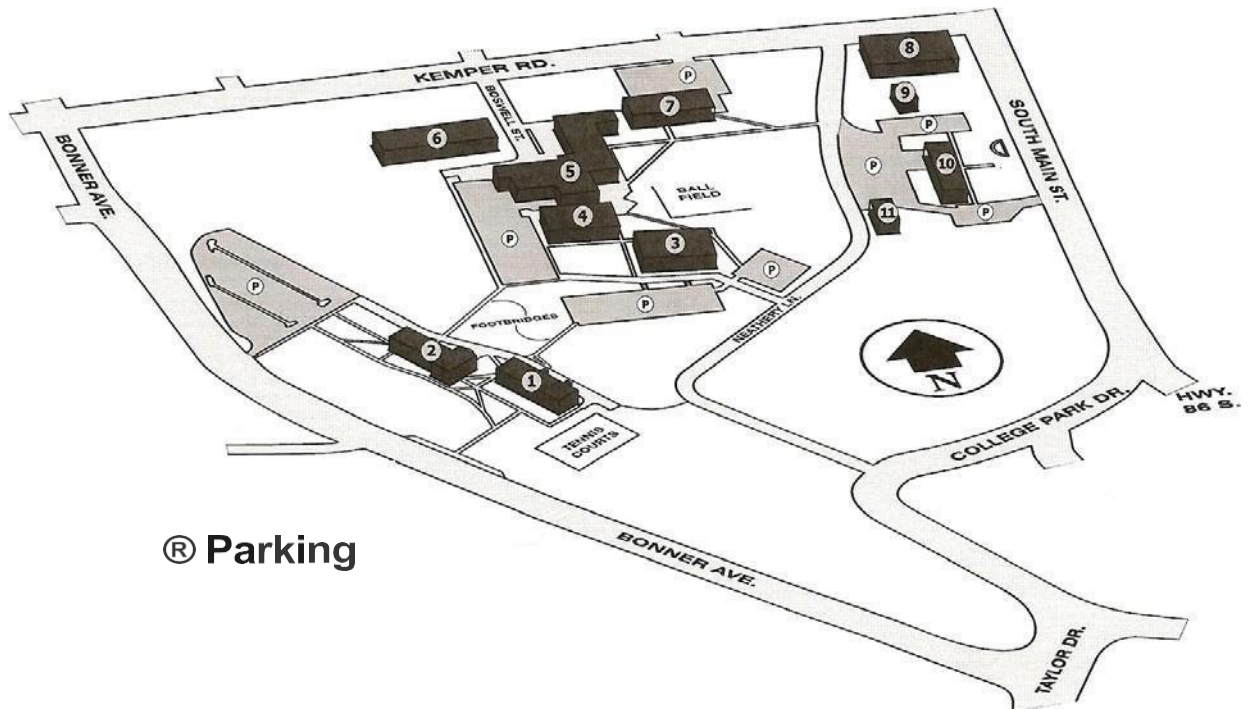 8
KEMPER RD.
P
9
7
BOSWELL ST.
SOUTH MAIN ST.
6
P
BONNER AVE.
5
P
10
BALL
FIELD
4
11
P
3
P
P
P
P
NEATHERY LN.
FOOTBRIDGES
2
1
N
HWY.
86 S.
COLLEGE PARK DR.
TENNIS
COURTS
® Parking
BONNER AVE.
TAYLOR DR.